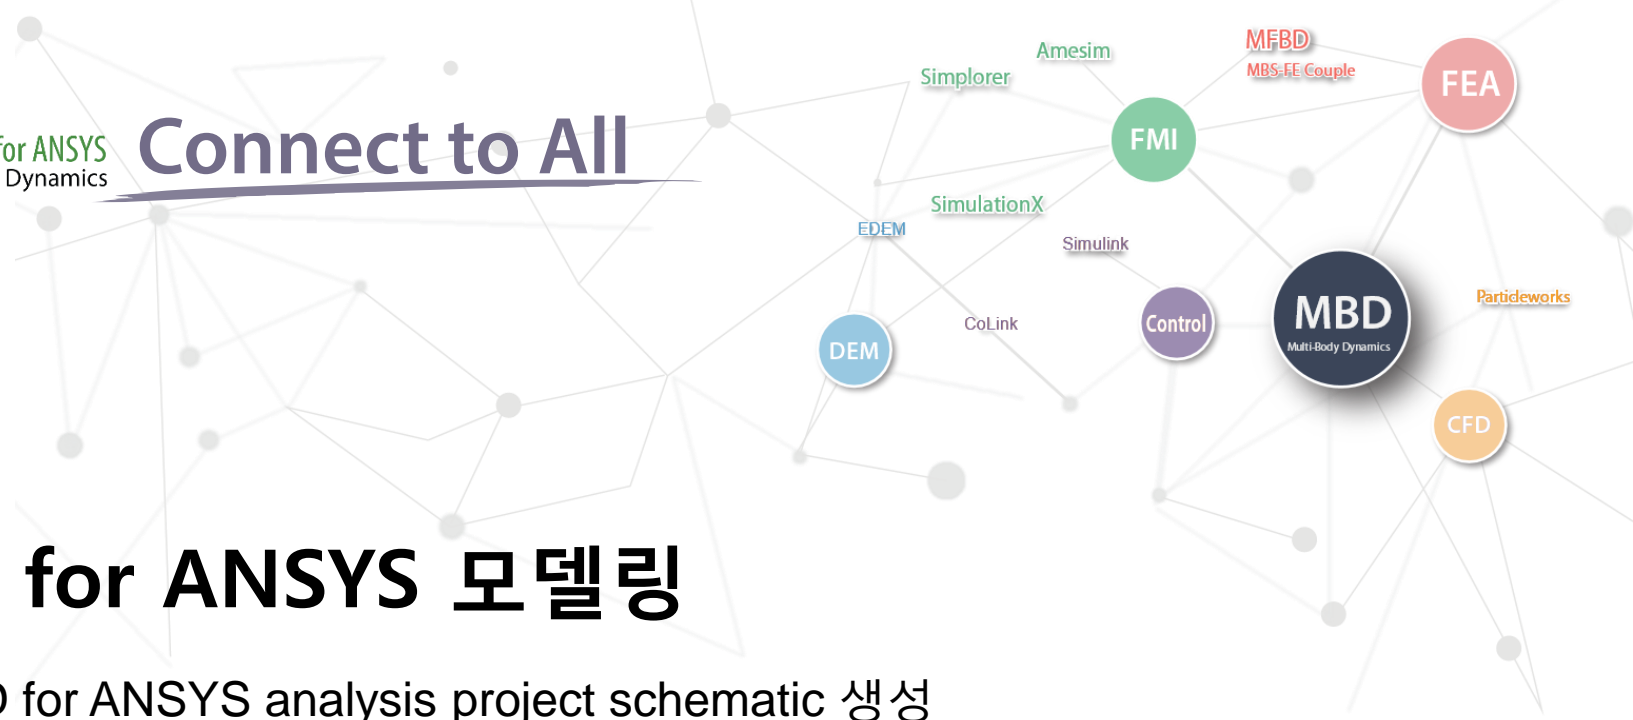 for ANSYS
Dynamics
Connect to All
Amesim
Simplorer
MFBD
MBS-FE Couple
FEA
FMI
SimulationX
EDEM
Simulink
Particleworks
MBD
Multi-Body Dynamics
Control
CoLink
DEM
CFD
for ANSYS 모델링
for ANSYS analysis project schematic 생성